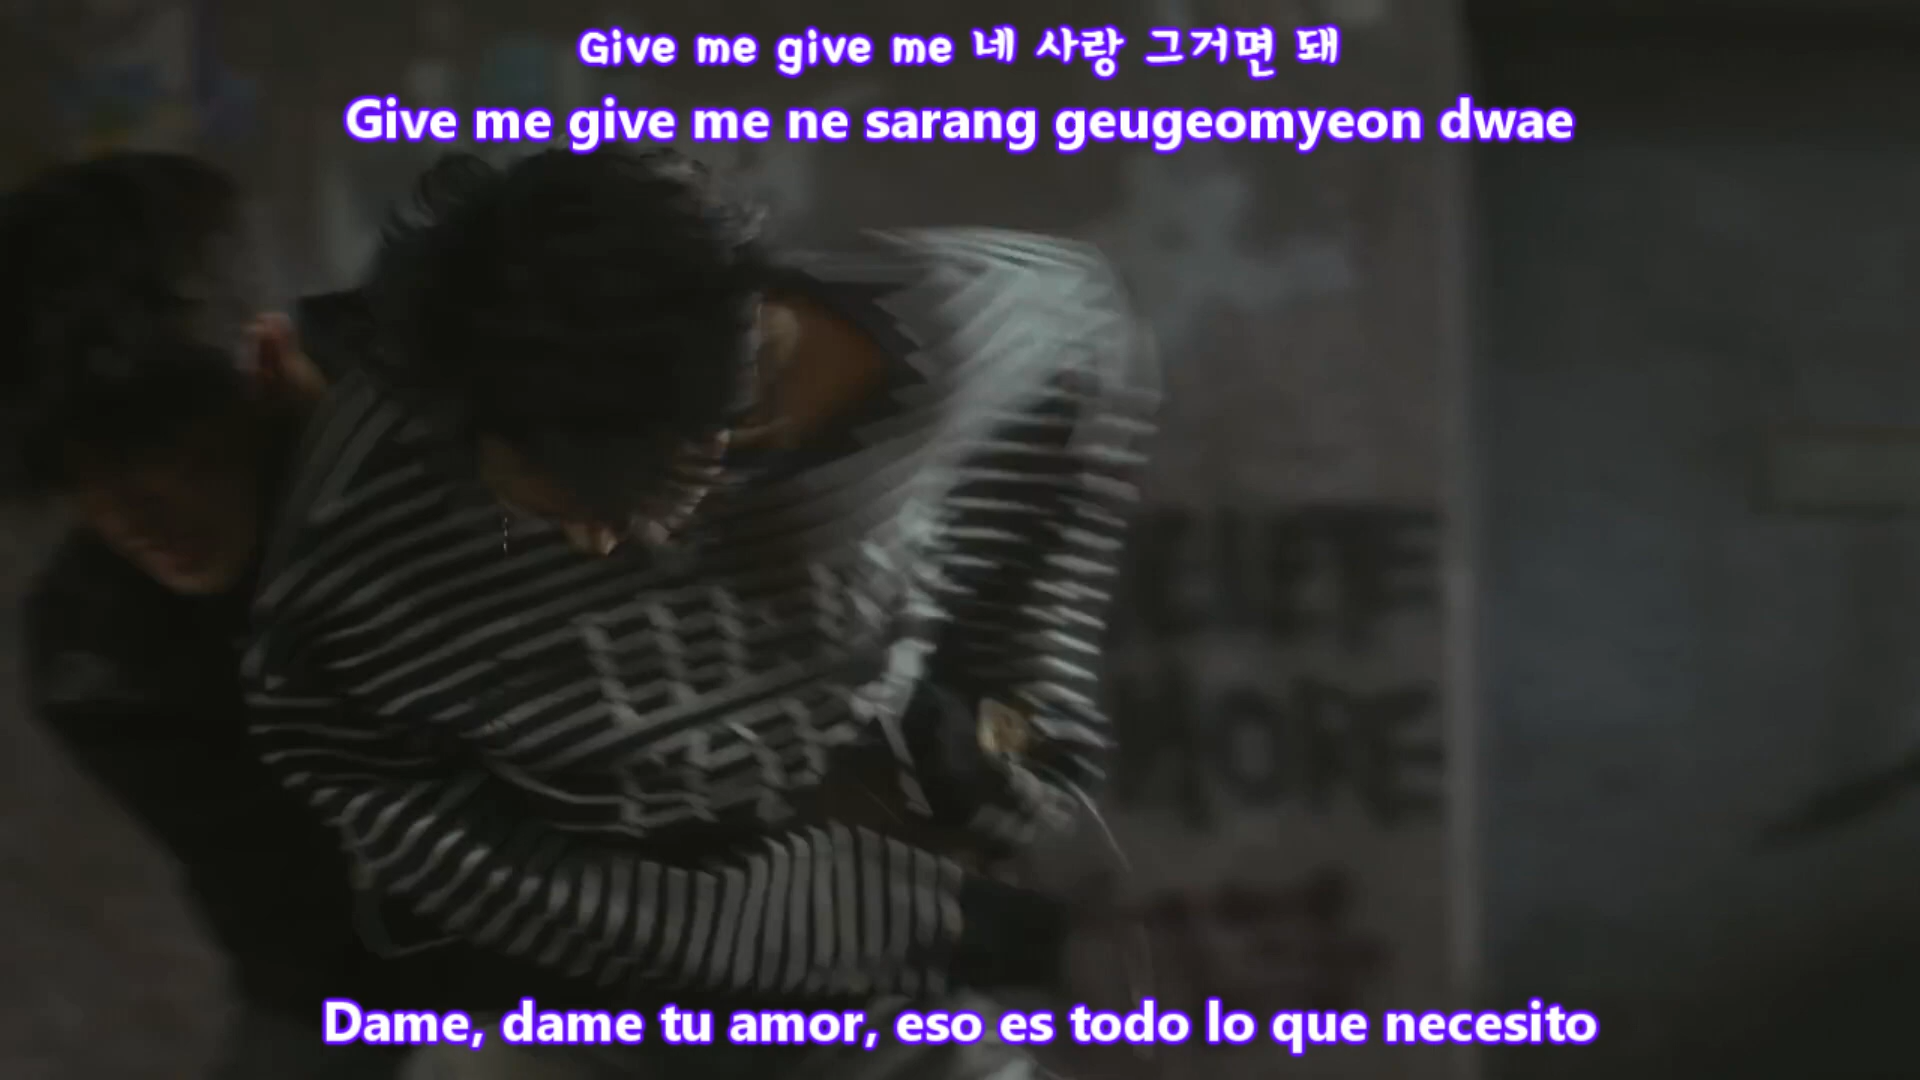 Give me give me 네 사랑 그거면 돼
Give me give me ne sarang geugeomyeon dwae
HOPE
Dame, dame tu amor, eso es todo lo que necesito